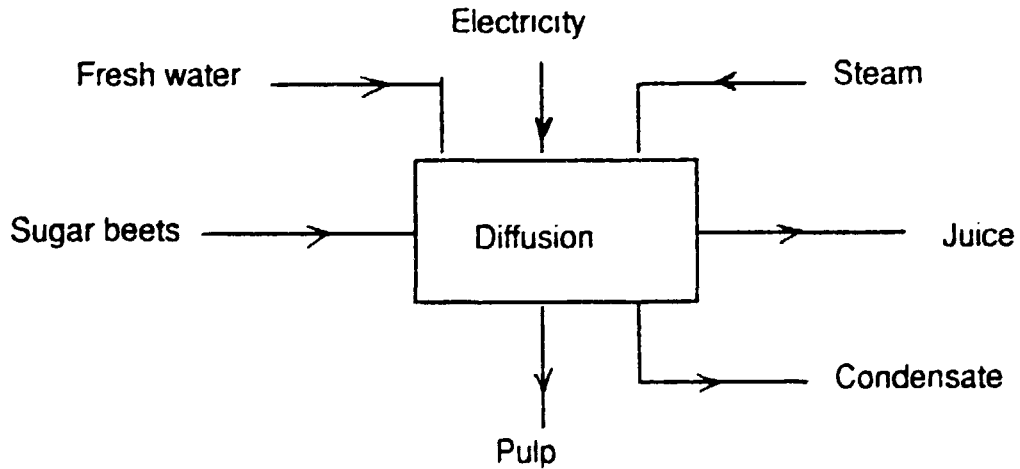 Electricity
Fresh water
Steam
Sugar beets
Diffusion
Juice
Condensate
Pulp